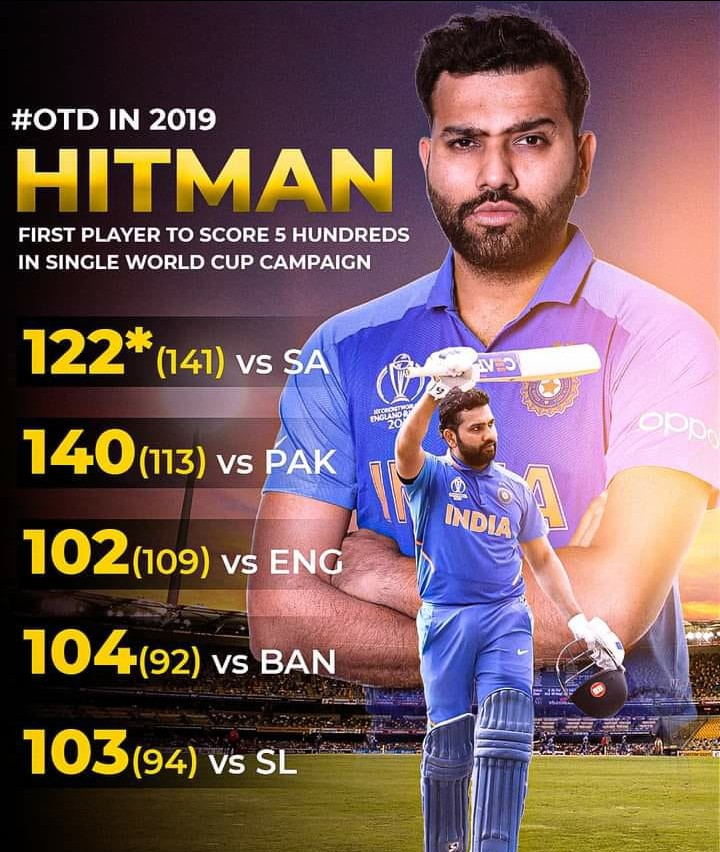 #OTD IN 2019
HITMAN
FIRST PLAYER TO SCORE 5 HUNDREDS
IN SINGLE WORLD CUP CAMPAIGN
122*(141) vs SA
140(113) vs PAK
102(109) vs ENG
104(92) vs BAN
103(94) vs SL
CEAT
oppo
INDIA